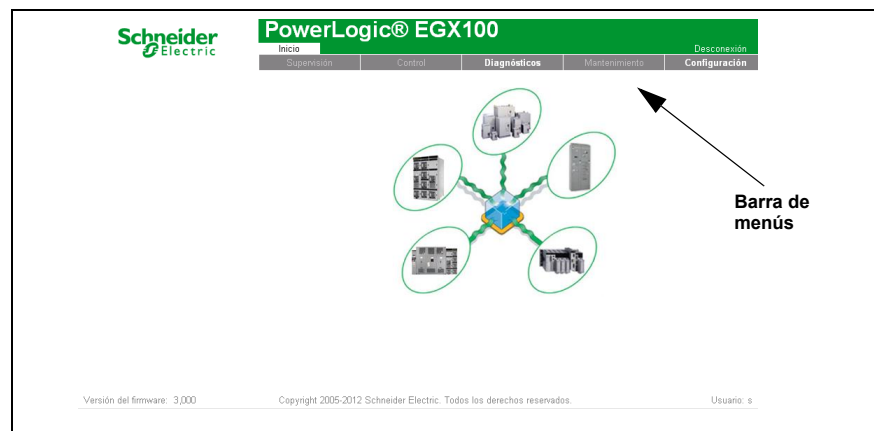 Schneider
Electric
PowerLogic® EGX100
Inicio
Desconexión
Supervisión Control Diagnósticos Mantenimiento Configuración
Barra de
menús
Versión del firmware: 3,000 Copyright 2005-2012 Schneider Electric. Todos los derechos reservados. Usuario: s